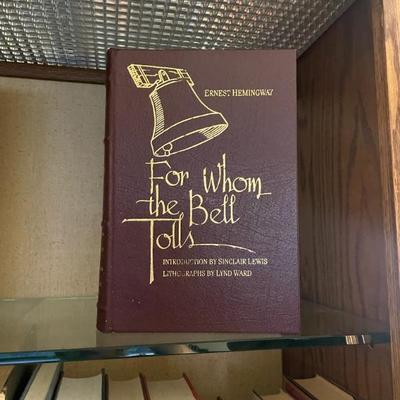 ERNEST HEMINGWAY
For Whom
the Bell
Tolls
INTRODUCTION BY SINCLAIR LEWIS
LITHOGRAPHS BY LYND WARD